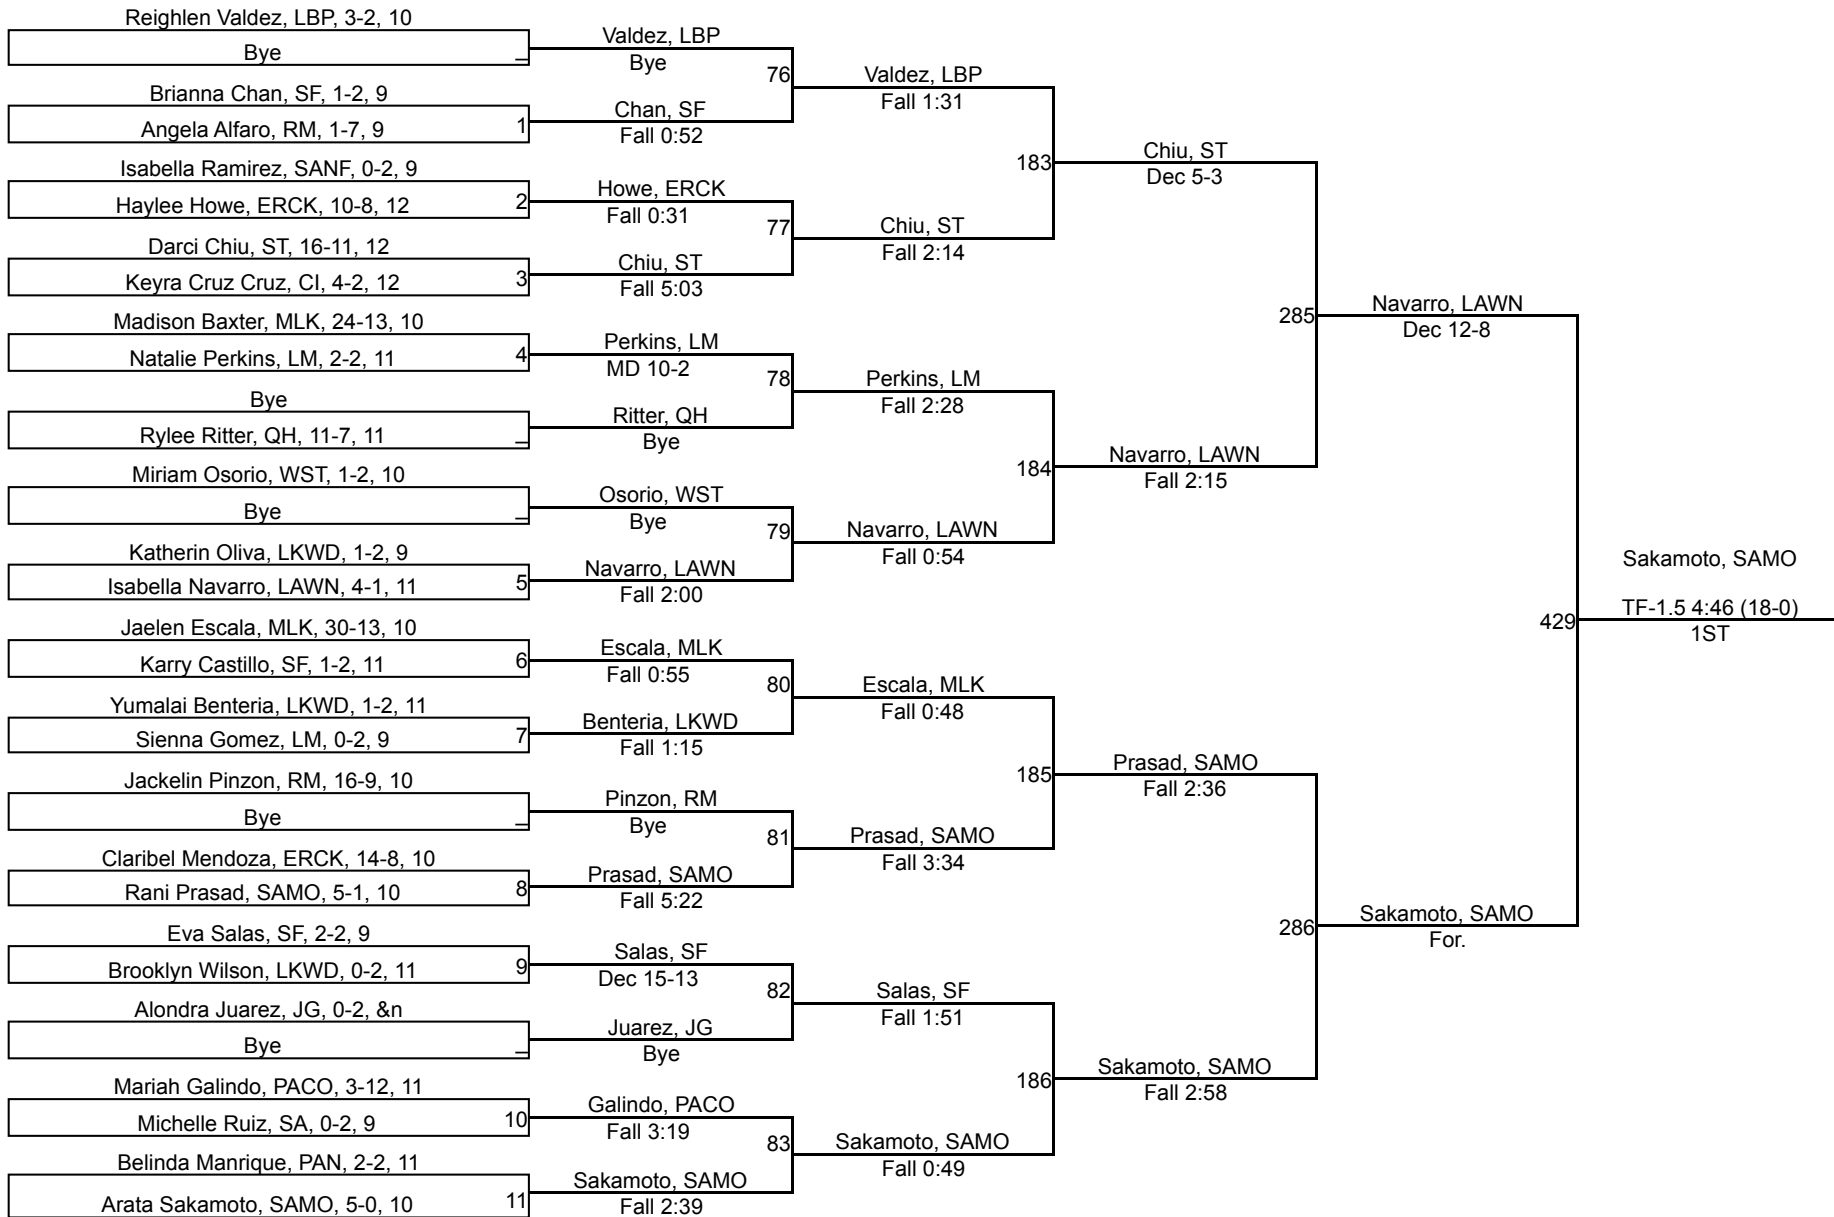 Reighlen Valdez, LBP, 3-2, 10
Bye
_
Brianna Chan, SF, 1-2, 9
Angela Alfaro, RM, 1-7, 9
1
Isabella Ramirez, SANF, 0-2, 9
Haylee Howe, ERCK, 10-8, 12
2
Darci Chiu, ST, 16-11, 12
Keyra Cruz Cruz, CI, 4-2, 12
3
Madison Baxter, MLK, 24-13, 10
Natalie Perkins, LM, 2-2, 11
4
Bye
Rylee Ritter, QH, 11-7, 11
_
Miriam Osorio, WST, 1-2, 10
Bye
_
Katherin Oliva, LKWD, 1-2, 9
Isabella Navarro, LAWN, 4-1, 11
5
Jaelen Escala, MLK, 30-13, 10
Karry Castillo, SF, 1-2, 11
6
Yumalai Benteria, LKWD, 1-2, 11
Sienna Gomez, LM, 0-2, 9
7
Jackelin Pinzon, RM, 16-9, 10
Bye
_
Claribel Mendoza, ERCK, 14-8, 10
Rani Prasad, SAMO, 5-1, 10
8
Eva Salas, SF, 2-2, 9
Brooklyn Wilson, LKWD, 0-2, 11
9
Alondra Juarez, JG, 0-2, &n
Bye
_
Mariah Galindo, PACO, 3-12, 11
Michelle Ruiz, SA, 0-2, 9
10
Belinda Manrique, PAN, 2-2, 11
Arata Sakamoto, SAMO, 5-0, 10
11
Valdez, LBP
Bye
76
Chan, SF
Fall 0:52
Howe, ERCK
Fall 0:31
77
Chiu, ST
Fall 5:03
Perkins, LM
MD 10-2
78
Ritter, QH
Bye
Osorio, WST
Bye
79
Navarro, LAWN
Fall 2:00
Escala, MLK
Fall 0:55
80
Benteria, LKWD
Fall 1:15
Pinzon, RM
Bye
81
Prasad, SAMO
Fall 5:22
Salas, SF
Dec 15-13
82
Juarez, JG
Bye
Galindo, PACO
Fall 3:19
83
Sakamoto, SAMO
Fall 2:39
Valdez, LBP
Fall 1:31
183
Chiu, ST
Fall 2:14
Perkins, LM
Fall 2:28
184
Navarro, LAWN
Fall 0:54
Escala, MLK
Fall 0:48
185
Prasad, SAMO
Fall 3:34
Salas, SF
Fall 1:51
186
Sakamoto, SAMO
Fall 0:49
Chiu, ST
Dec 5-3
285
Navarro, LAWN
Fall 2:15
Prasad, SAMO
Fall 2:36
286
Sakamoto, SAMO
Fall 2:58
Navarro, LAWN
Dec 12-8
429
Sakamoto, SAMO
For.
Sakamoto, SAMO
TF-1.5 4:46 (18-0)
1ST